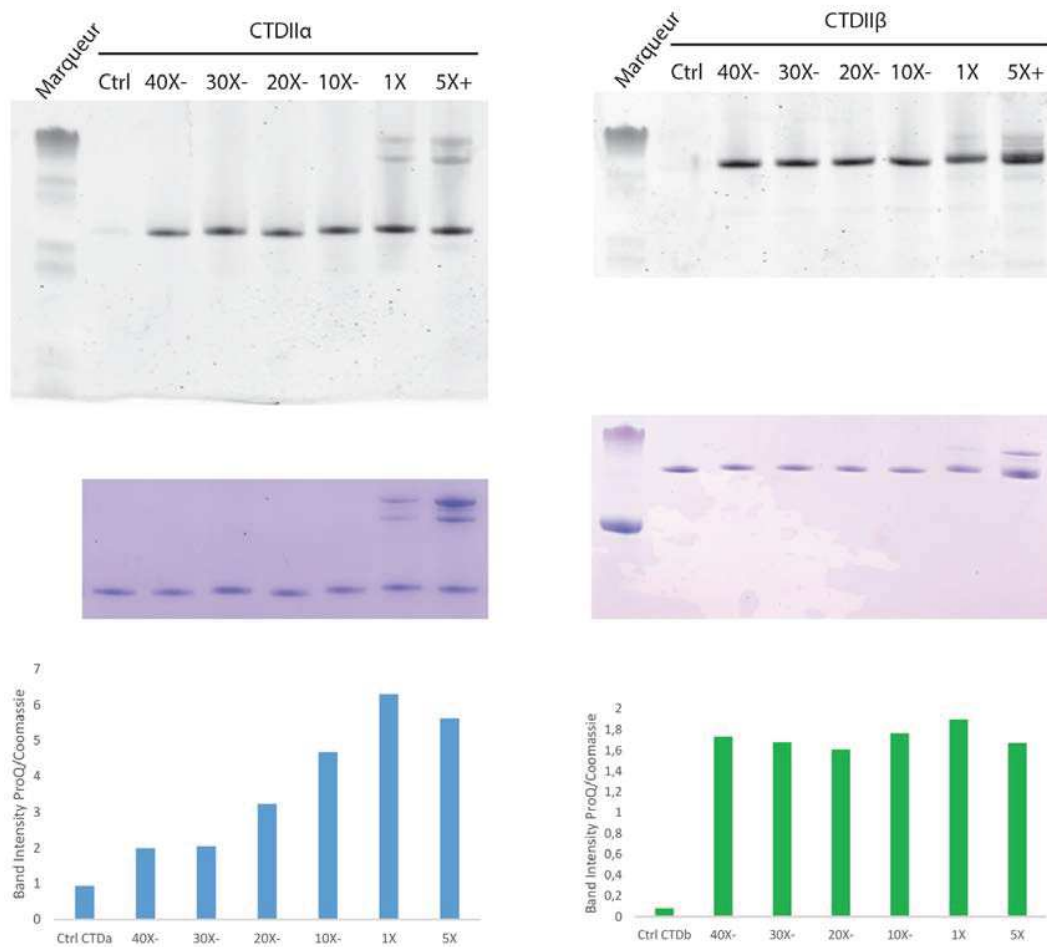 CTDIIα
Marqueur
Ctrl 40X- 30X- 20X- 10X- 1X 5X+
CTDIIβ
Marqueur
Ctrl 40X- 30X- 20X- 10X- 1X 5X+
Band Intensity ProQ/Coomassie
7
6
5
4
3
2
1
0
Ctrl CTDa 40X- 30X- 20X- 10X- 1X 5X
Band Intensity ProQ/Coomassie
2
1,8
1,6
1,4
1,2
1
0,8
0,6
0,4
0,2
0
Ctrl CTDb 40X- 30X- 20X- 10X- 1X 5X